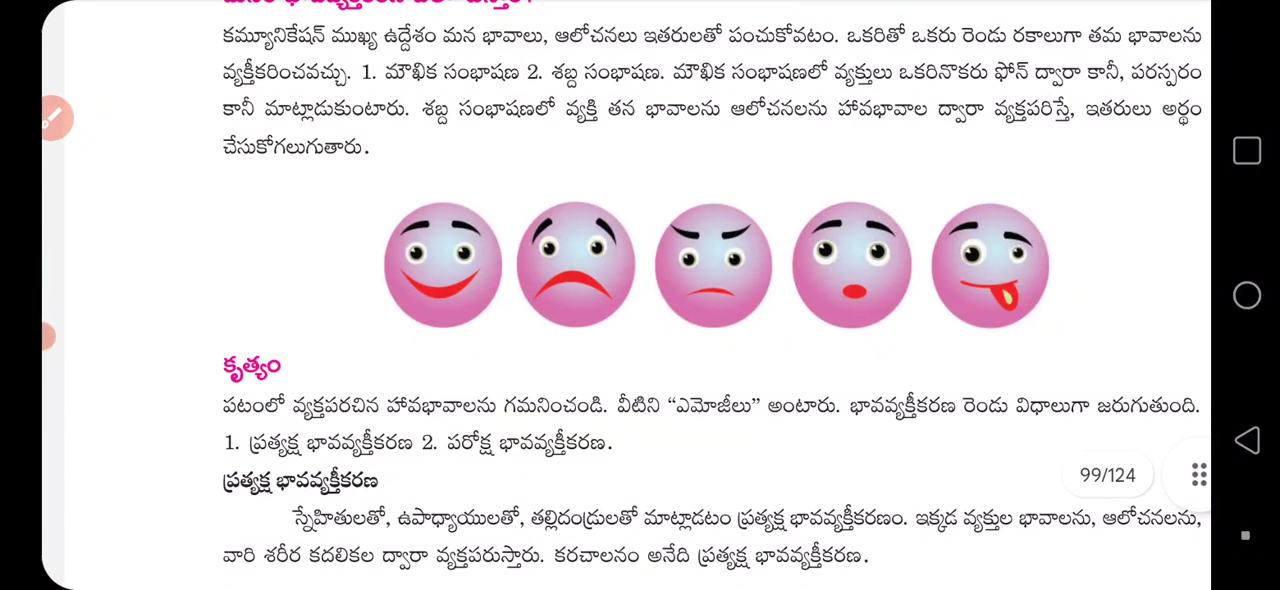 కమ్యూనికేషన్ ముఖ్య ఉద్దేశం మన భావాలు, ఆలోచనలు ఇతరులతో పంచుకోవటం. ఒకరితో ఒకరు రెండు రకాలుగా తమ భావాలను
వ్యక్తీకరించవచ్చు. 1. మౌఖిక సంభాషణ 2. శబ్ద సంభాషణ. మౌఖిక సంభాషణలో వ్యక్తులు ఒకరినొకరు ఫోన్ ద్వారా కానీ, పరస్పరం
కానీ మాట్లాడుకుంటారు. శబ్ద సంభాషణలో వ్యక్తి తన భావాలను ఆలోచనలను హావభావాల ద్వారా వ్యక్తపరిస్తే, ఇతరులు అర్థం
చేసుకోగలుగుతారు.
కృత్యం
పటంలో వ్యక్తపరచిన హావభావాలను గమనించండి. వీటిని “ఎమోజీలు” అంటారు. భావవ్యక్తీకరణ రెండు విధాలుగా జరుగుతుంది.
1. ప్రత్యక్ష భావవ్యక్తీకరణ 2. పరోక్ష భావవ్యక్తీకరణ.
ప్రత్యక్ష భావవ్యక్తీకరణ
99/124
స్నేహితులతో, ఉపాధ్యాయులతో, తల్లిదండ్రులతో మాట్లాడటం ప్రత్యక్ష భావవ్యక్తీకరణం. ఇక్కడ వ్యక్తుల భావాలను, ఆలోచనలను,
వారి శరీర కదలికల ద్వారా వ్యక్తపరుస్తారు. కరచాలనం అనేది ప్రత్యక్ష భావవ్యక్తీకరణ.